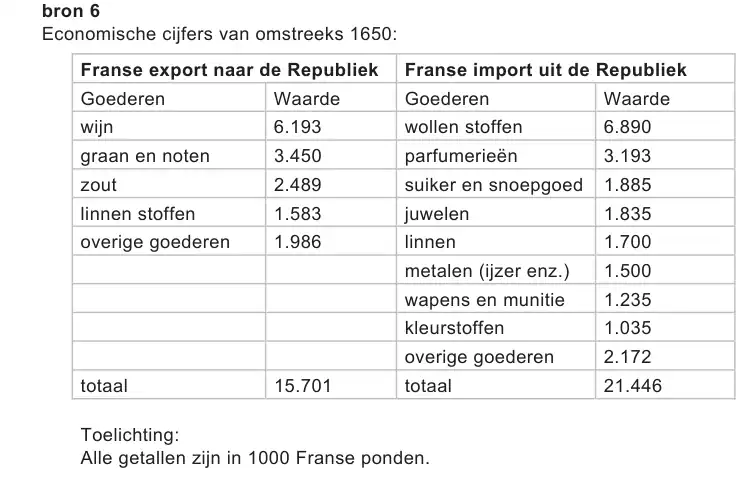 bron 6
Economische cijfers van omstreeks 1650:
Franse export naar de Republiek Franse import uit de Republiek
Goederen Waarde Goederen Waarde
wijn 6.193 wollen stoffen 6.890
graan en noten 3.450 parfumerieën 3.193
zout 2.489 suiker en snoepgoed 1.885
linnen stoffen 1.583 juwelen 1.835
overige goederen 1.986 linnen 1.700
metalen (ijzer enz.) 1.500
wapens en munitie 1.235
kleurstoffen 1.035
overige goederen 2.172
totaal 15.701 totaal 21.446
Toelichting:
Alle getallen zijn in 1000 Franse ponden.